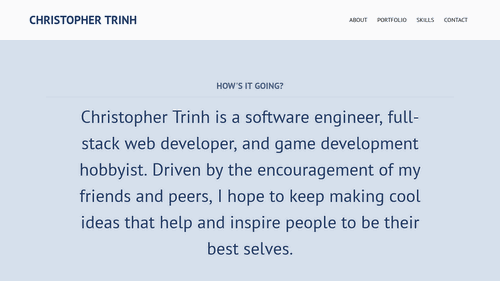 CHRISTOPHER TRINH
ABOUT PORTFOLIO SKILLS CONTACT
HOW'S IT GOING?
Christopher Trinh is a software engineer, full-
stack web developer, and game development
hobbyist. Driven by the encouragement of my
friends and peers, I hope to keep making cool
ideas that help and inspire people to be their
best selves.